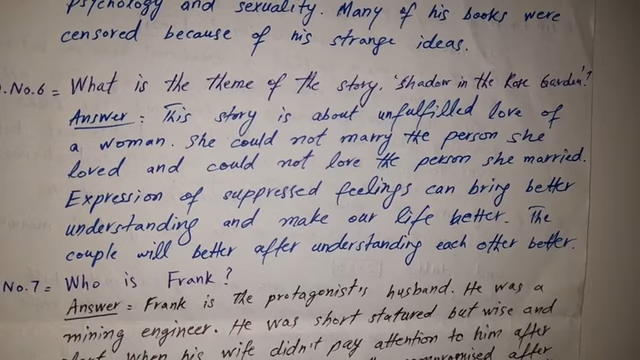 psychology and sexuality. Many of his books were
censored because of his strange ideas.
.No.6 = What is the theme of the story, 'Shadow in the Rose Garden'?
Answer : This story is about unfulfilled love of
a woman. She could not marry the person she
loved and could not love the person she married.
Expression of suppressed feelings can bring better
understanding and make our life better. The
couple will better after understanding each other better.
No.7 = Who is Frank?
Answer = Frank is the protagonist's husband. He was a
mining engineer. He was short statured but wise and
when his wife didn't pay attention to him after
compromised after